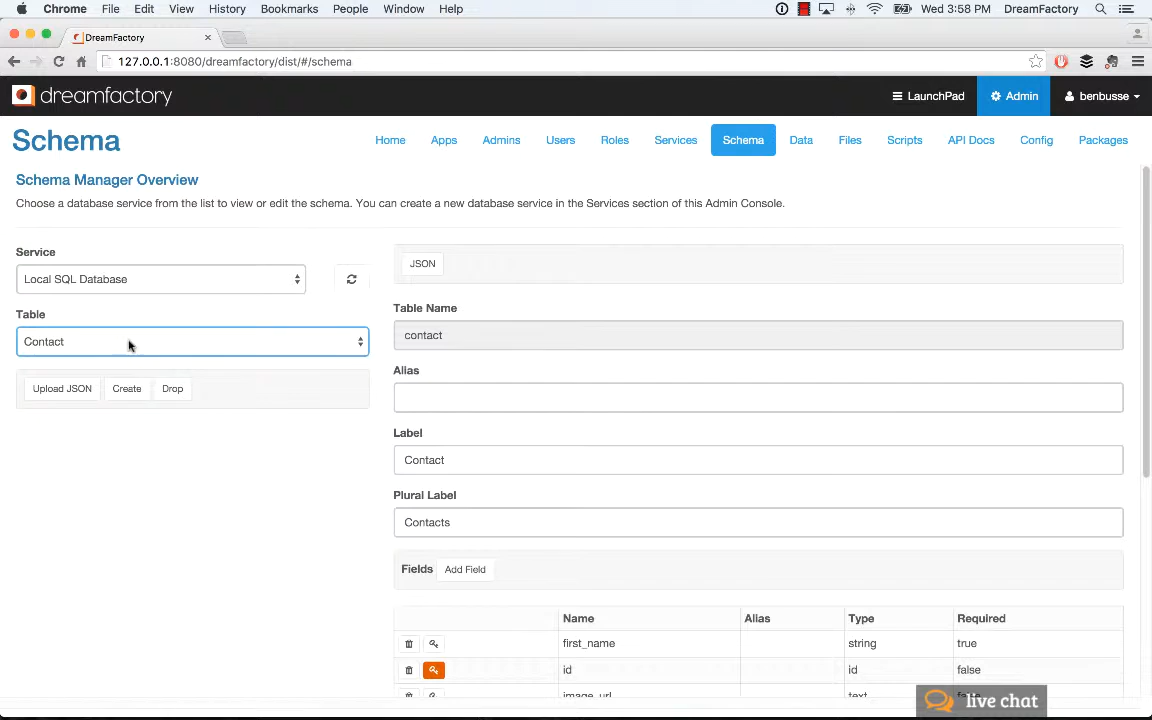 Chrome File Edit View History Bookmarks People Window Help Wed 3:58 PM DreamFactory
DreamFactory
127.0.0.1:8080/dreamfactory/dist/#/schema
dreamfactory LaunchPad Admin benbusse
Schema Home Apps Admins Users Roles Services Schema Data Files Scripts API Docs Config Packages
Schema Manager Overview
Choose a database service from the list to view or edit the schema. You can create a new database service in the Services section of this Admin Console.
Service
Local SQL Database
Table
Contact
Upload JSON Create Drop
JSON
Table Name
contact
Alias
Label
Contact
Plural Label
Contacts
Fields Add Field
Name Alias Type Required
first_name string true
id id false
image_url text
live chat